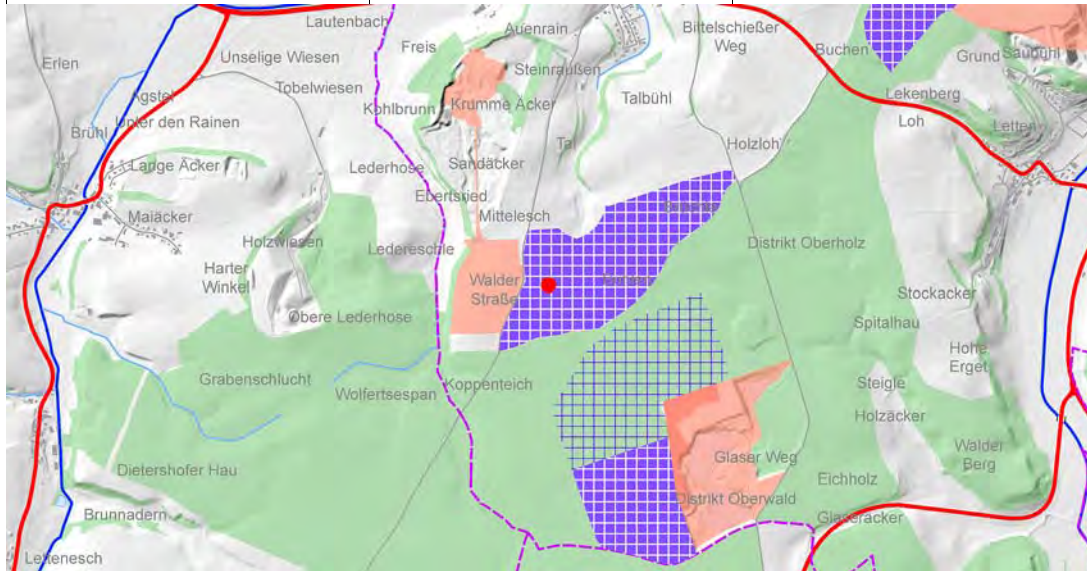 Lautenbach
Auenrain
Bittelschießer
Weg
Freis
Buchen
Erlen
Unselige Wiesen
Steinraußen
Grund
Saubühl
Tobelwiesen
Talbühl
Lekenberg
Agstel
Kohlbrunn
Krumme Äcker
Loh
Letten
Brühl
Unter den Rainen
Tal
Holzloh
Lange Äcker
Lederhose
Sandäcker
Ebertsried
Maiäcker
Mittelesch
Holzwiesen
Ledereschle
Distrikt Oberholz
Harter
Winkel
Walder
Straße
Stockacker
Obere Lederhose
Spitalhau
Hohe
Erget
Grabenschlucht
Wolfertsespan
Koppenteich
Steigle
Holzäcker
Walder
Berg
Dietershofer Hau
Glaser Weg
Eichholz
Distrikt Oberwald
Brunnadern
Glaseräcker
Lettenesch